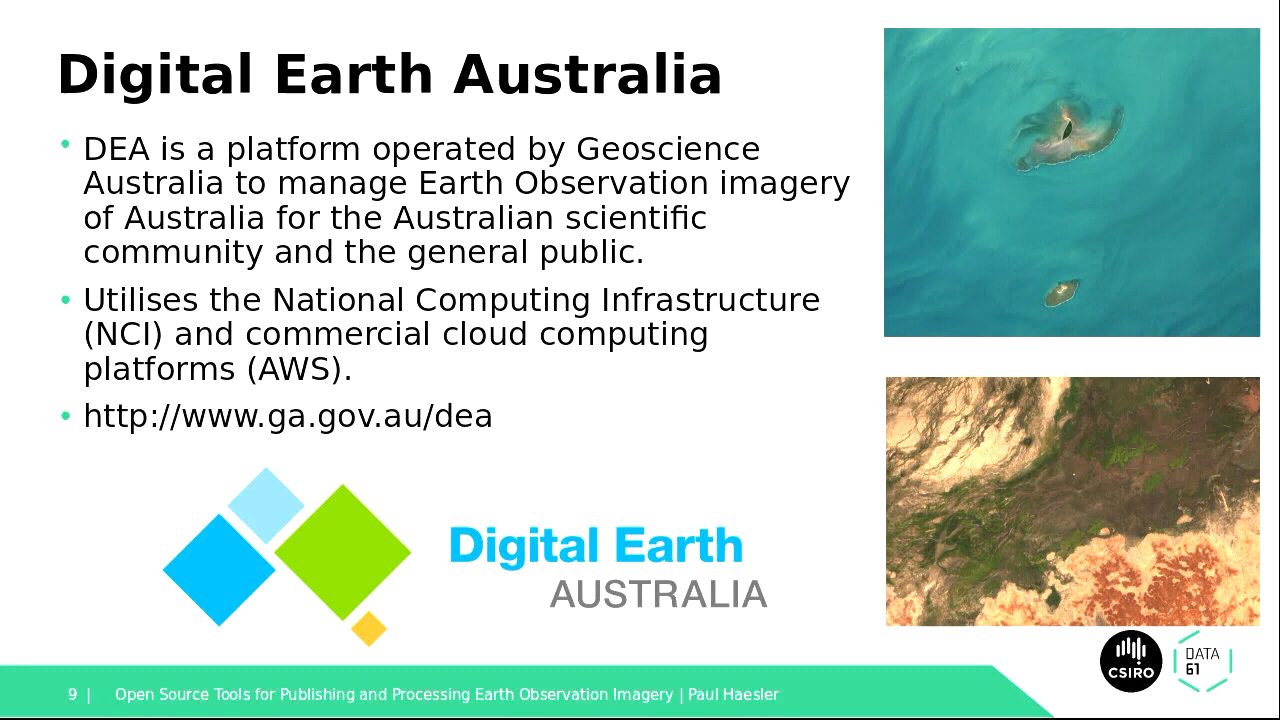 Digital Earth Australia
• DEA is a platform operated by Geoscience
Australia to manage Earth Observation imagery
of Australia for the Australian scientific
community and the general public.
• Utilises the National Computing Infrastructure
(NCI) and commercial cloud computing
platforms (AWS).
• http://www.ga.gov.au/dea
Digital Earth
AUSTRALIA
CSIRO
DATA
61
9 | Open Source Tools for Publishing and Processing Earth Observation Imagery | Paul Haesler